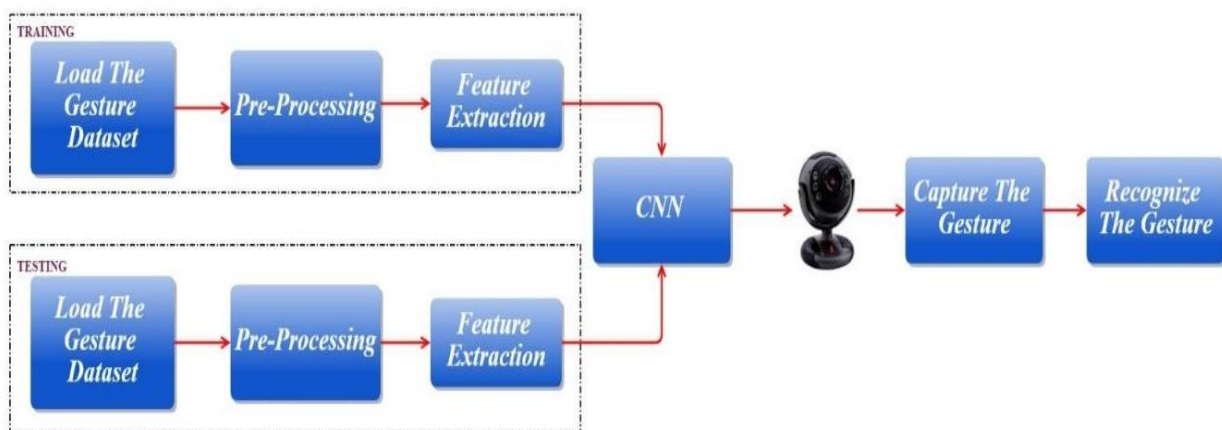 TRAINING
Load The
Gesture
Dataset
Pre-Processing
Feature
Extraction
CNN
Capture The
Gesture
Recognize
The Gesture
TESTING
Load The
Gesture
Dataset
Pre-Processing
Feature
Extraction